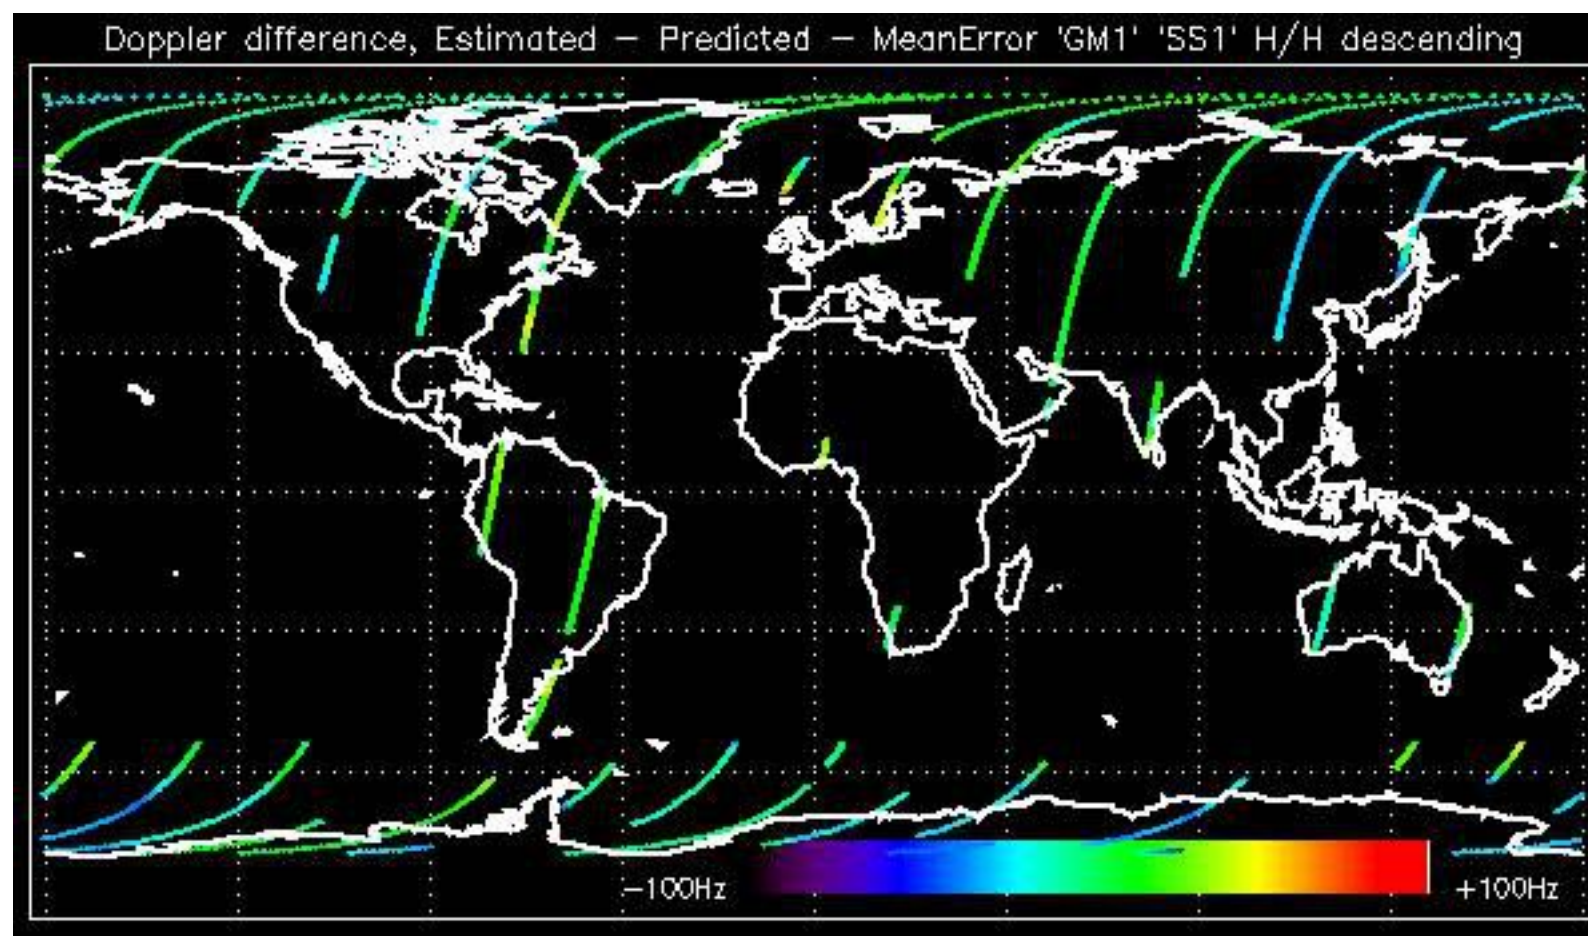 Doppler difference, Estimated – Predicted – MeanError 'GM1' 'SS1' H/H descending
–100Hz +100Hz